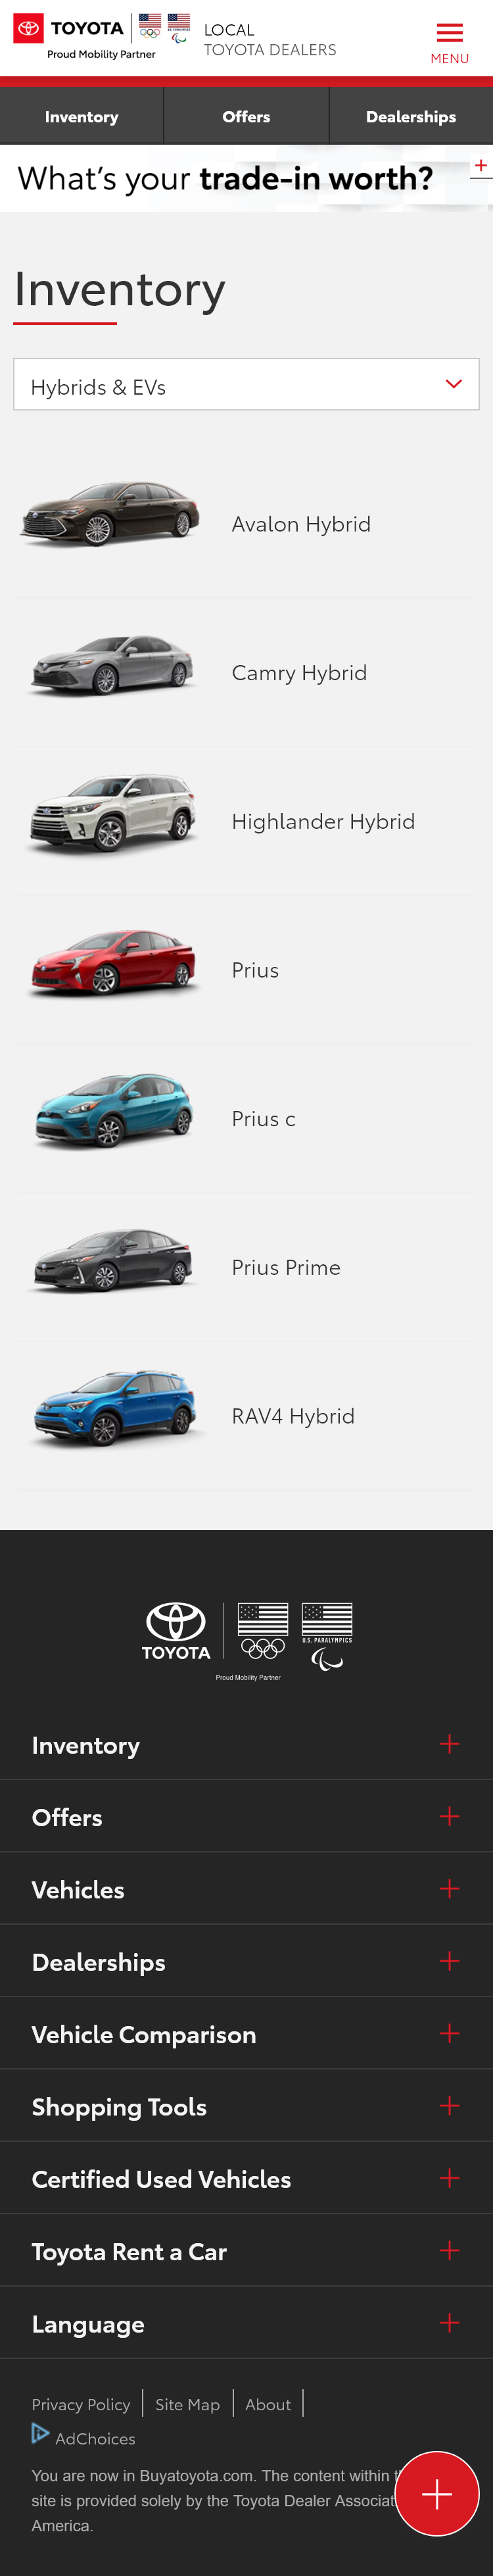 TOYOTA
Proud Mobility Partner
LOCAL
TOYOTA DEALERS
MENU
Inventory
Offers
Dealerships
What's your trade-in worth?
Inventory
Hybrids & EVs
Avalon Hybrid
Camry Hybrid
Highlander Hybrid
Prius
Prius c
Prius Prime
RAV4 Hybrid
TOYOTA
U.S. PARALYMPICS
Proud Mobility Partner
Inventory
Offers
Vehicles
Dealerships
Vehicle Comparison
Shopping Tools
Certified Used Vehicles
Toyota Rent a Car
Language
Privacy Policy
Site Map
About
AdChoices
You are now in Buyatoyota.com. The content within
site is provided solely by the Toyota Dealer
America.